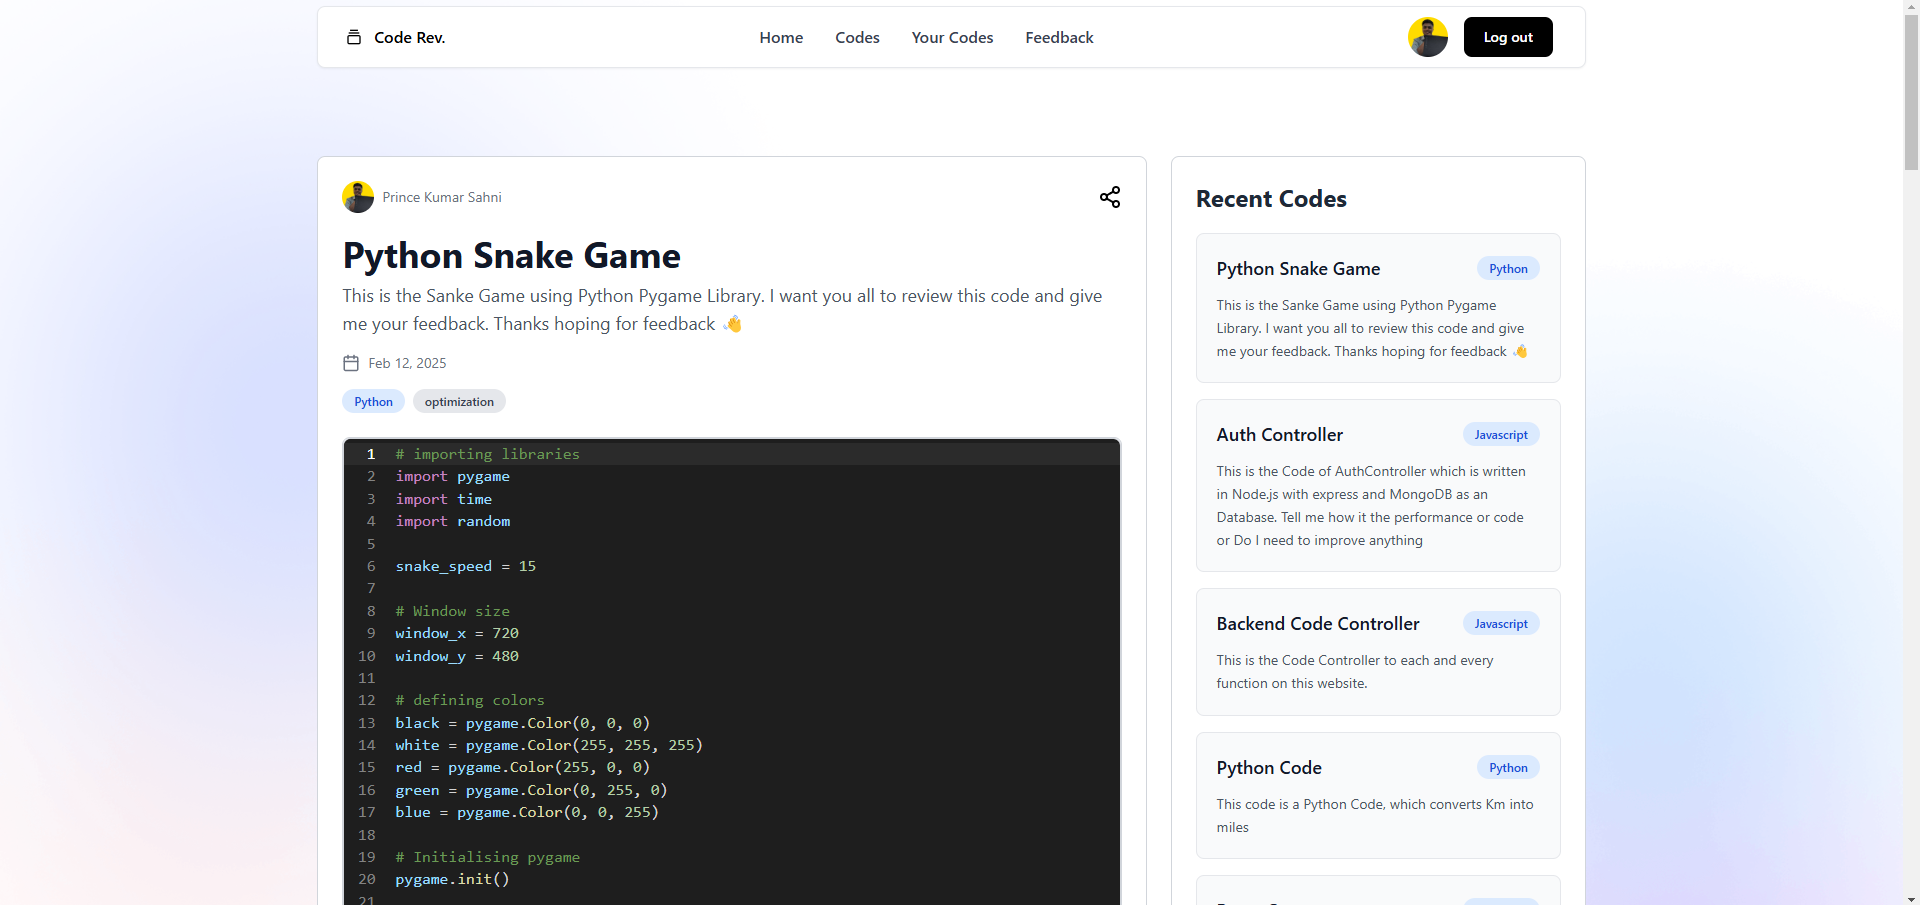 Code Rev.
Home
Codes
Your Codes
Feedback
Log out
Prince Kumar Sahni
Python Snake Game
This is the Sanke Game using Python Pygame Library. I want you all to review this code and give
me your feedback. Thanks hoping for feedback 👋
Feb 12, 2025
Python
optimization
1 # importing libraries
2 import pygame
3 import time
4 import random
5
6 snake_speed = 15
7
8 # Window size
9 window_x = 720
10 window_y = 480
11
12 # defining colors
13 black = pygame.Color(0, 0, 0)
14 white = pygame.Color(255, 255, 255)
15 red = pygame.Color(255, 0, 0)
16 green = pygame.Color(0, 255, 0)
17 blue = pygame.Color(0, 0, 255)
18
19 # Initialising pygame
20 pygame.init()
21
Recent Codes
Python Snake Game
Python
This is the Sanke Game using Python Pygame
Library. I want you all to review this code and give
me your feedback. Thanks hoping for feedback 👋
Auth Controller
Javascript
This is the Code of AuthController which is written
in Node.js with express and MongoDB as an
Database. Tell me how it the performance or code
or Do I need to improve anything
Backend Code Controller
Javascript
This is the Code Controller to each and every
function on this website.
Python Code
Python
This code is a Python Code, which converts Km into
miles